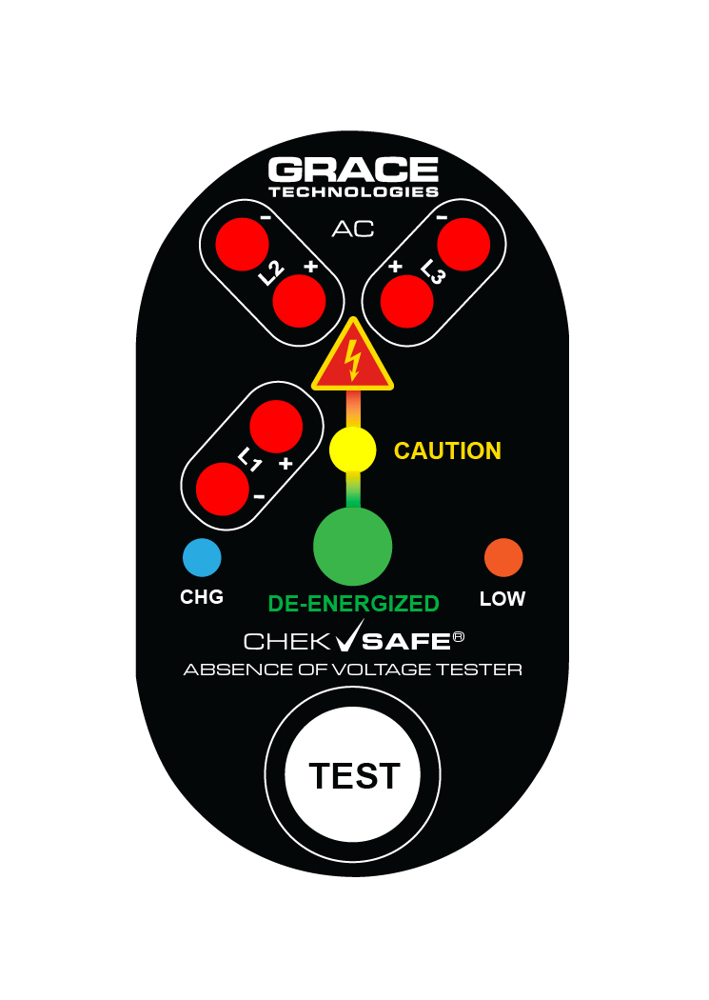 GRACE
TECHNOLOGIES
AC
- -
L2 + + L3
L1 +
-
CAUTION
CHG
LOW
DE-ENERGIZED
CHEK SAFE®
ABSENCE OF VOLTAGE TESTER
TEST